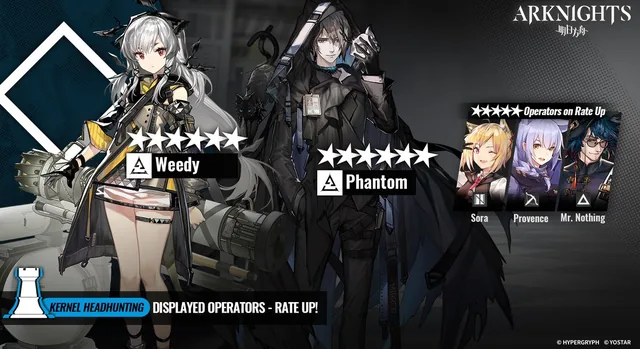 ARKNIGHTS
明日方舟
★★★★★★
Weedy
★★★★★★
Phantom
★★★★★ Operators on Rate Up
Sora
Provence
Mr. Nothing
KERNEL HEADHUNTING DISPLAYED OPERATORS - RATE UP!
© HYPERGRYPH © YOSTAR